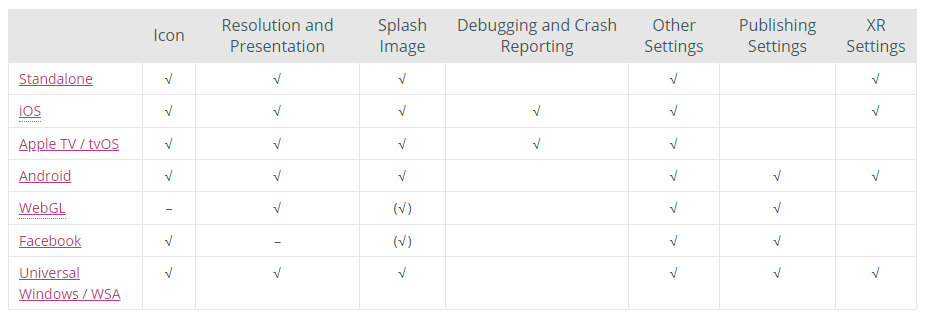 Icon Resolution and Presentation Splash Image Debugging and Crash Reporting Other Settings Publishing Settings XR Settings
Standalone √ √ √ √ √
iOS √ √ √ √ √ √
Apple TV / tvOS √ √ √ √ √
Android √ √ √ √ √ √
WebGL – √ (√) √ √
Facebook √ – (√) √ √
Universal Windows / WSA √ √ √ √ √ √